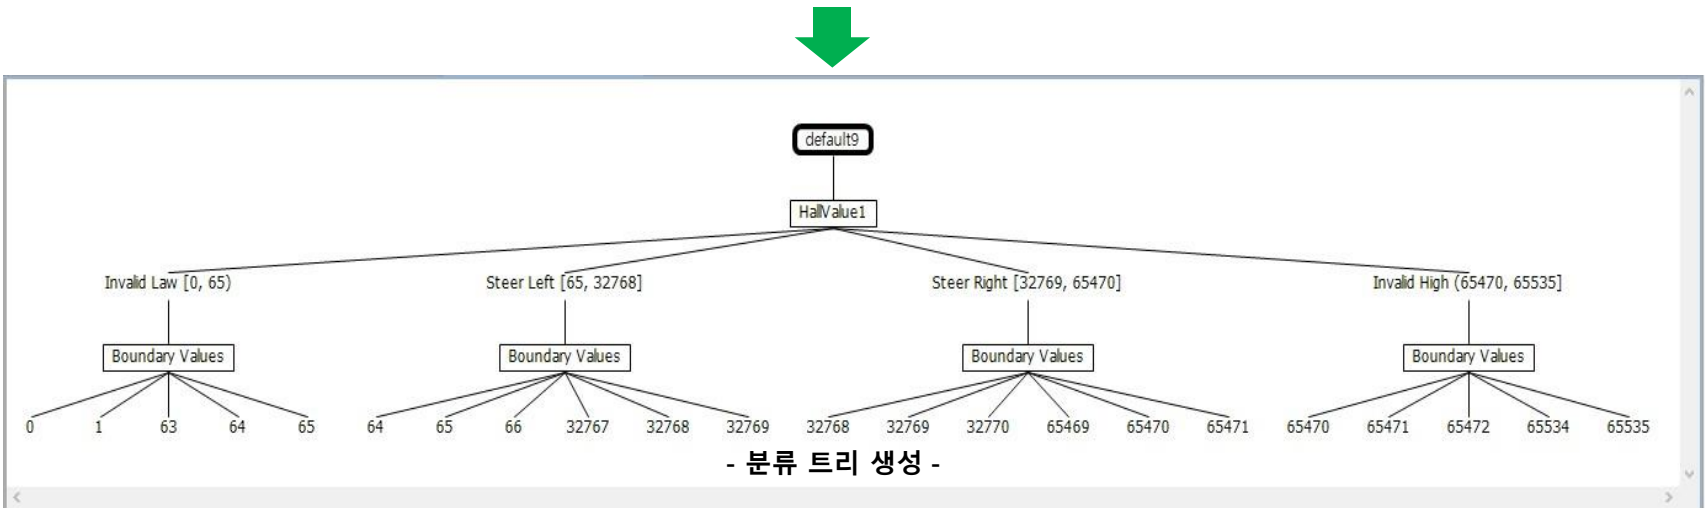 default9
HallValue1
Invalid Law [0, 65) Steer Left [65, 32768] Steer Right [32769, 65470] Invalid High (65470, 65535]
Boundary Values Boundary Values Boundary Values Boundary Values
0 1 63 64 65 64 65 66 32767 32768 32769 32768 32769 32770 65469 65470 65471 65470 65471 65472 65534 65535
- 분류 트리 생성 -